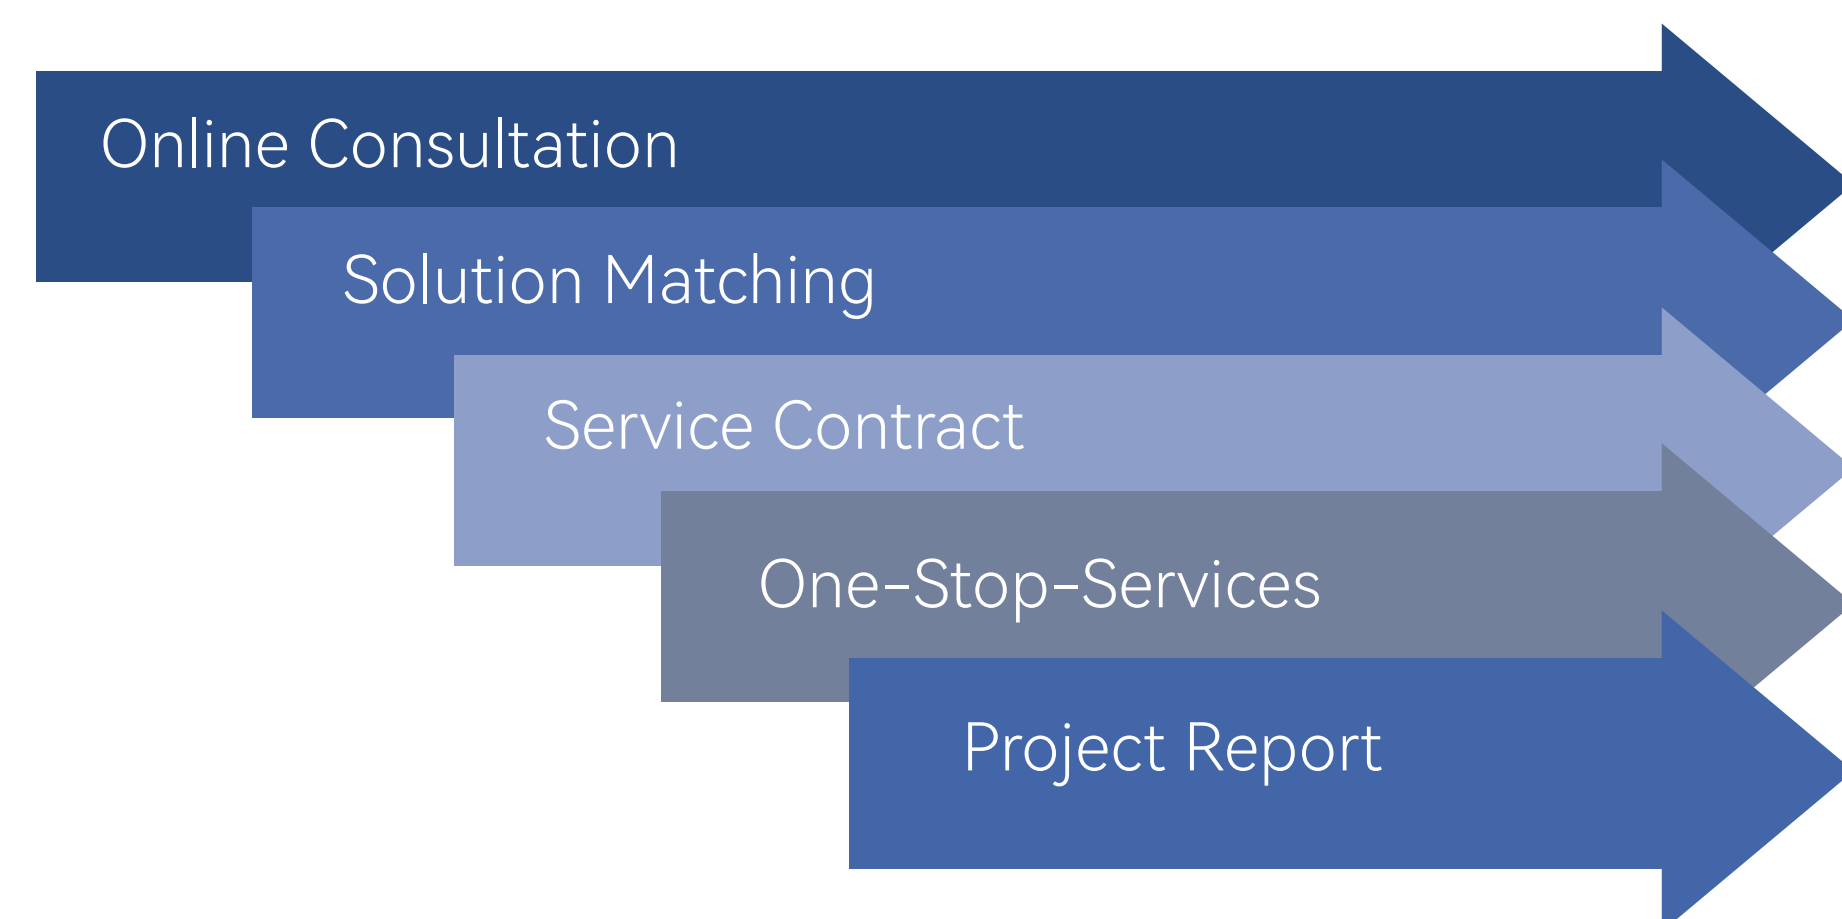 Online Consultation
Solution Matching
Service Contract
One-Stop-Services
Project Report